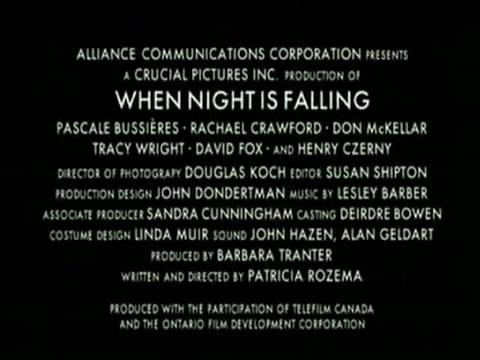 ALLIANCE COMMUNICATIONS CORPORATION PRESENTS
A CRUCIAL PICTURES INC. PRODUCTION OF
WHEN NIGHT IS FALLING
PASCALE BUSSIÈRES · RACHAEL CRAWFORD · DON McKELLAR
TRACY WRIGHT · DAVID FOX · AND HENRY CZERNY
DIRECTOR OF PHOTOGRAPY DOUGLAS KOCH EDITOR SUSAN SHIPTON
PRODUCTION DESIGN JOHN DONDERTMAN MUSIC BY LESLEY BARBER
ASSOCIATE PRODUCER SANDRA CUNNINGHAM CASTING DEIRDRE BOWEN
COSTUME DESIGN LINDA MUIR SOUND JOHN HAZEN, ALAN GELDART
PRODUCED BY BARBARA TRANTER
WRITTEN AND DIRECTED BY PATRICIA ROZEMA
PRODUCED WITH THE PARTICIPATION OF TELEFILM CANADA
AND THE ONTARIO FILM DEVELOPMENT CORPORATION